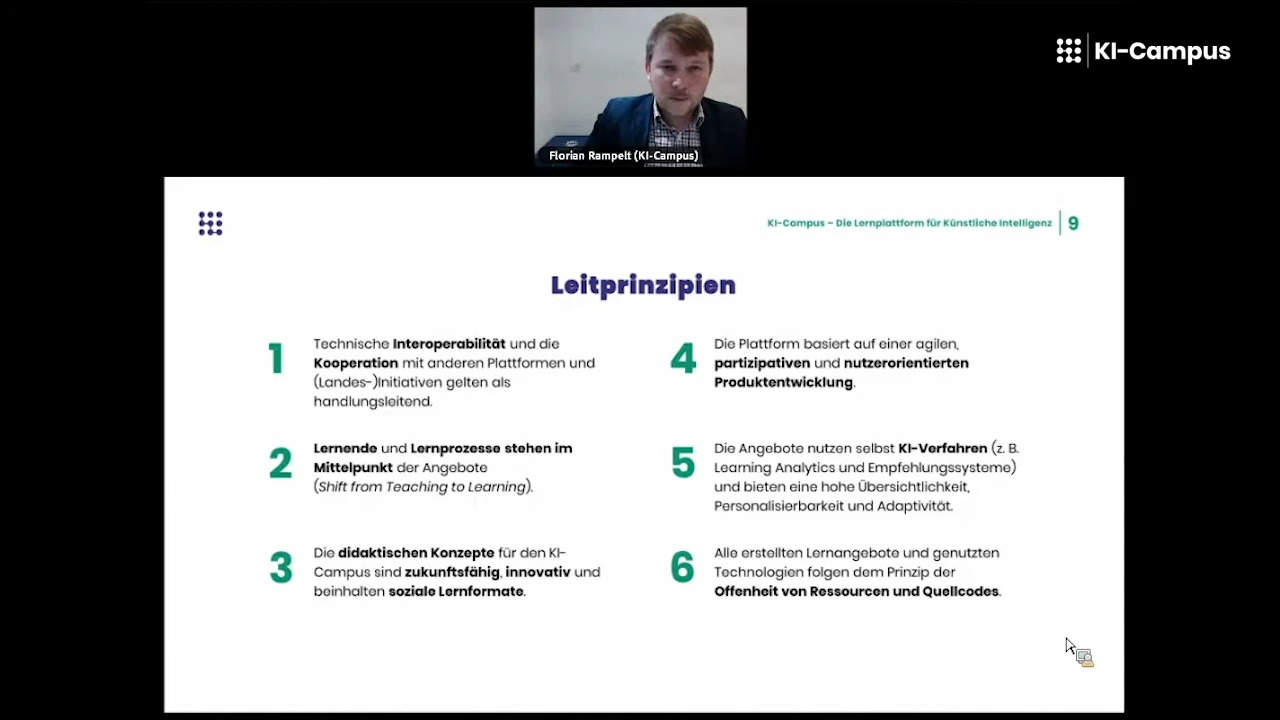 KI-Campus
Florian Rampelt (KI-Campus)
KI-Campus – Die Lernplattform für Künstliche Intelligenz
9
Leitprinzipien
1
Technische Interoperabilität und die
Kooperation mit anderen Plattformen und
(Landes-)Initiativen gelten als
handlungsleitend.
2
Lernende und Lernprozesse stehen im
Mittelpunkt der Angebote
(Shift from Teaching to Learning).
3
Die didaktischen Konzepte für den KI-
Campus sind zukunftsfähig, innovativ und
beinhalten soziale Lernformate.
4
Die Plattform basiert auf einer agilen,
partizipativen und nutzerorientierten
Produktentwicklung.
5
Die Angebote nutzen selbst KI-Verfahren (z. B.
Learning Analytics und Empfehlungssysteme)
und bieten eine hohe Übersichtlichkeit,
Personalisierbarkeit und Adaptivität.
6
Alle erstellten Lernangebote und genutzten
Technologien folgen dem Prinzip der
Offenheit von Ressourcen und Quellcodes.